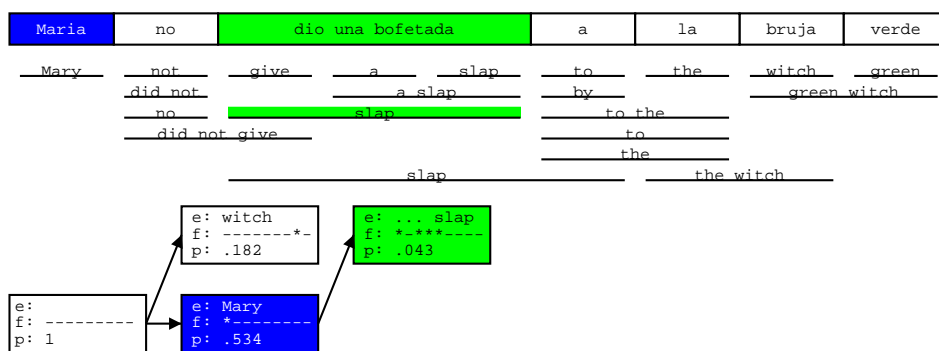 Maria no dio una bofetada a la bruja verde
Mary not give a slap to the witch green
did not a slap by green witch
no slap to the
did not give to
the
slap the witch
e: witch
f: -------*-
p: .182
e: ... slap
f: *-***----
p: .043
e:
f: ---------
p: 1
e: Mary
f: *--------
p: .534